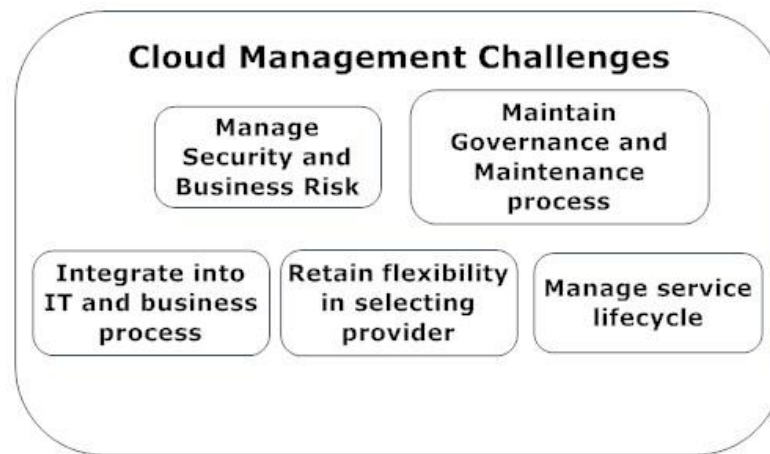 Cloud Management Challenges
Manage
Security and
Business Risk
Maintain
Governance and
Maintenance
process
Integrate into
IT and business
process
Retain flexibility
in selecting
provider
Manage service
lifecycle